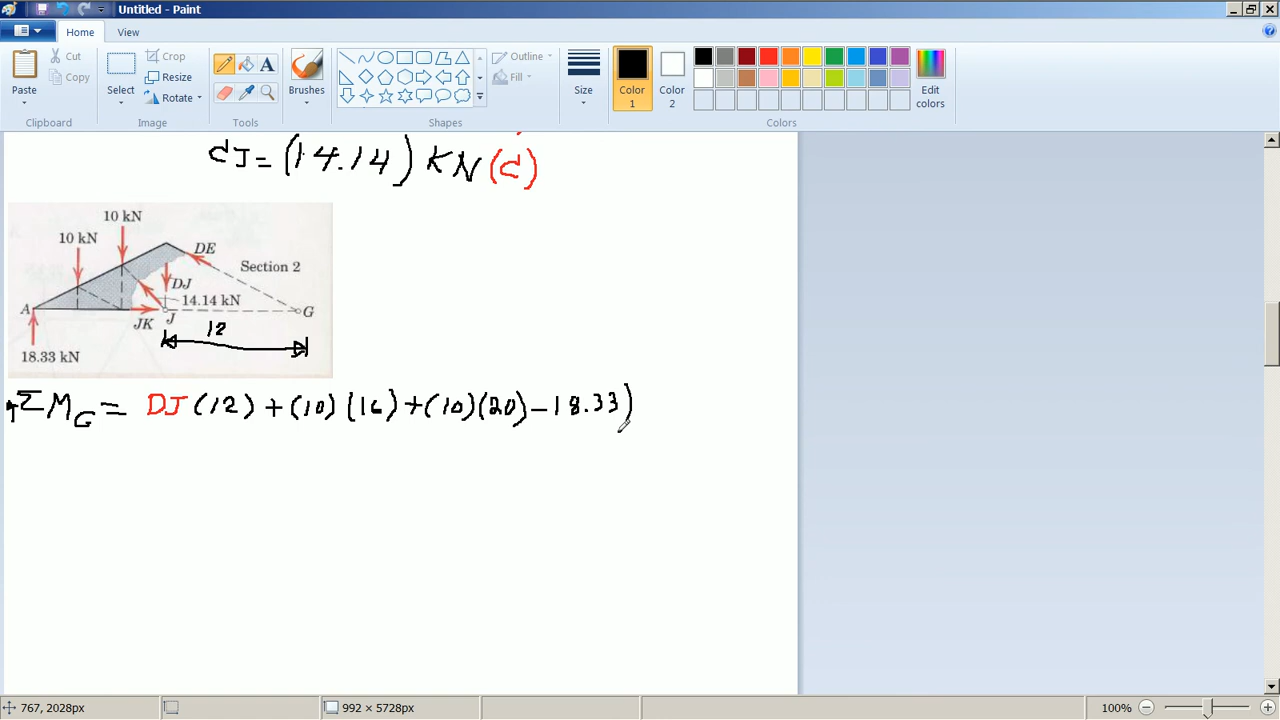 Untitled - Paint
Home
View
Paste
Cut
Copy
Clipboard
Select
Crop
Resize
Rotate
Image
A
Tools
Brushes
Outline
Fill
Shapes
Size
Color 1
Color 2
Edit colors
Colors
CJ = (14.14) KN (C)
10 kN
10 kN
DE
Section 2
DJ
14.14 kN
A
JK
J
G
12
18.33 kN
ΣM_G = DJ(12) + (10)(16) + (10)(20) - 18.33)
767, 2028px
992 × 5728px
100%